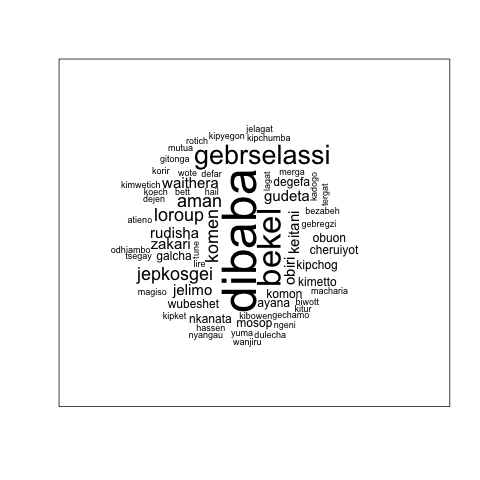 jelagat
kipyegon kipchumba
rotich
mutua
gebrselassi
gitonga
korir wote defar merga
kimwetich waithera lagat degefa kadogo
koech bett hail gudeta tergat
dejen aman
atieno loroup bezabeh
komen dibaba bekel keitani gebregzi
rudisha obuon
zakari tune cheruiyot
odhiambo
tsegay galcha
lire obiri kipchog
jepkosgei
kimetto
magiso jelimo komon macharia
wubeshet ayana biwott
kitur
kipket nkanata kibowen gechamo
hassen mosop ngeni
nyangau yuma dulecha
wanjiru